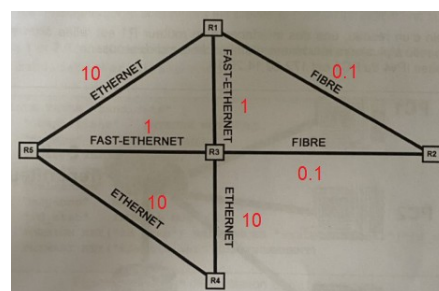 R1
10
ETHERNET
FAST-ETHERNET
1
0.1
FIBRE
1
FAST-ETHERNET
R5
R3
FIBRE
R2
0.1
ETHERNET
10
ETHERNET
10
R4